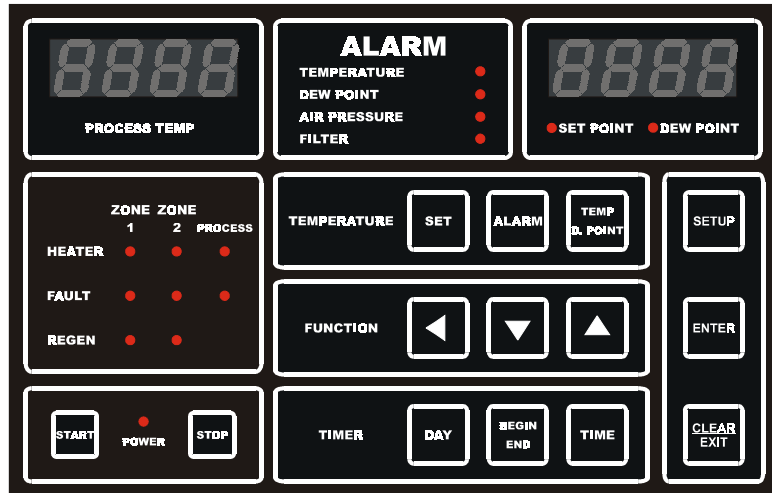 8888
PROCESS TEMP
ALARM
TEMPERATURE
DEW POINT
AIR PRESSURE
FILTER
8888
SET POINT DEW POINT
ZONE ZONE
1 2 PROCESS
HEATER
FAULT
REGEN
START
POWER
STOP
TEMPERATURE
SET
ALARM
TEMP
D. POINT
FUNCTION
TIMER
DAY
BEGIN
END
TIME
SETUP
ENTER
CLEAR
EXIT